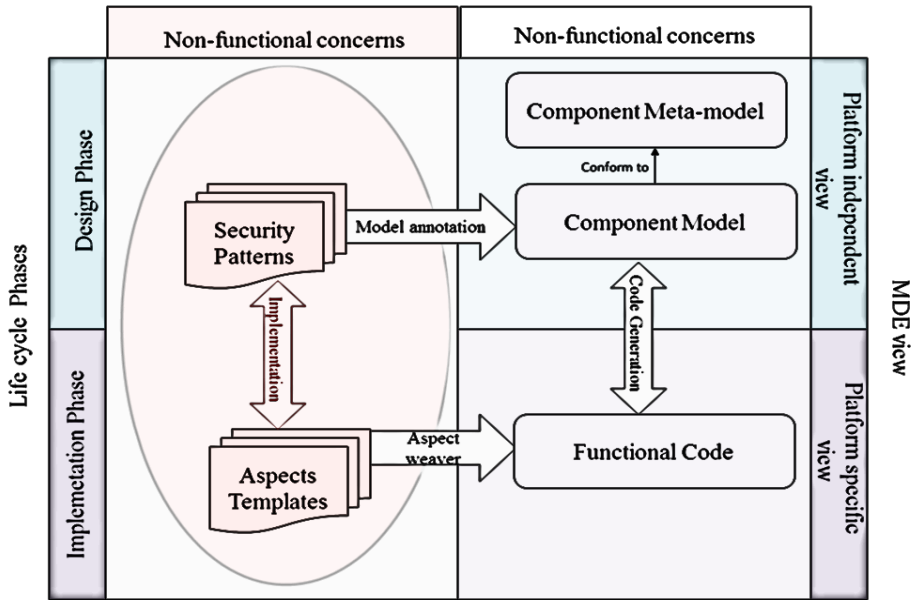 Non-functional concerns
Non-functional concerns
Life cycle Phases
Design Phase
Platform independent
view
MDE view
Component Meta-model
Conform to
Security
Patterns
Model annotation
Component Model
Implementation
Code Generation
Implemctation Phase
Platform specific
view
Aspects
Templates
Aspect
weaver
Functional Code